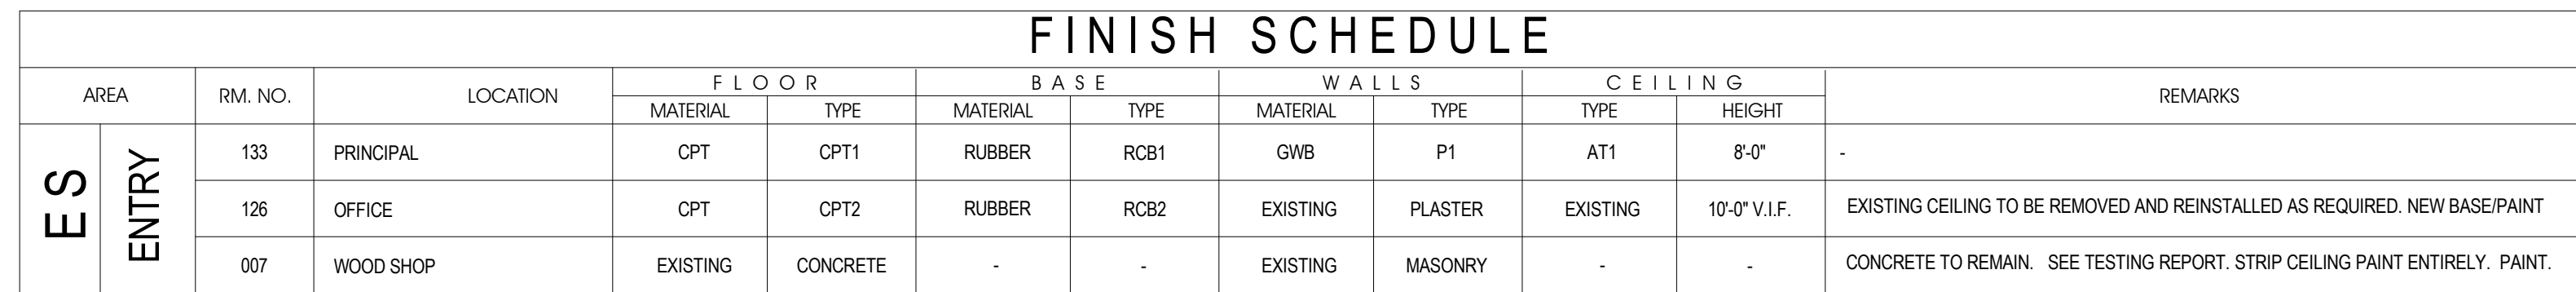 FINISH SCHEDULE
AREA RM. NO. LOCATION FLOOR BASE WALLS CEILING REMARKS
MATERIAL TYPE MATERIAL TYPE MATERIAL TYPE TYPE HEIGHT
ES ENTRY
133 PRINCIPAL CPT CPT1 RUBBER RCB1 GWB P1 AT1 8'-0" -
126 OFFICE CPT CPT2 RUBBER RCB2 EXISTING PLASTER EXISTING 10'-0" V.I.F. EXISTING CEILING TO BE REMOVED AND REINSTALLED AS REQUIRED. NEW BASE/PAINT
007 WOOD SHOP EXISTING CONCRETE - - EXISTING MASONRY - - CONCRETE TO REMAIN. SEE TESTING REPORT. STRIP CEILING PAINT ENTIRELY. PAINT.